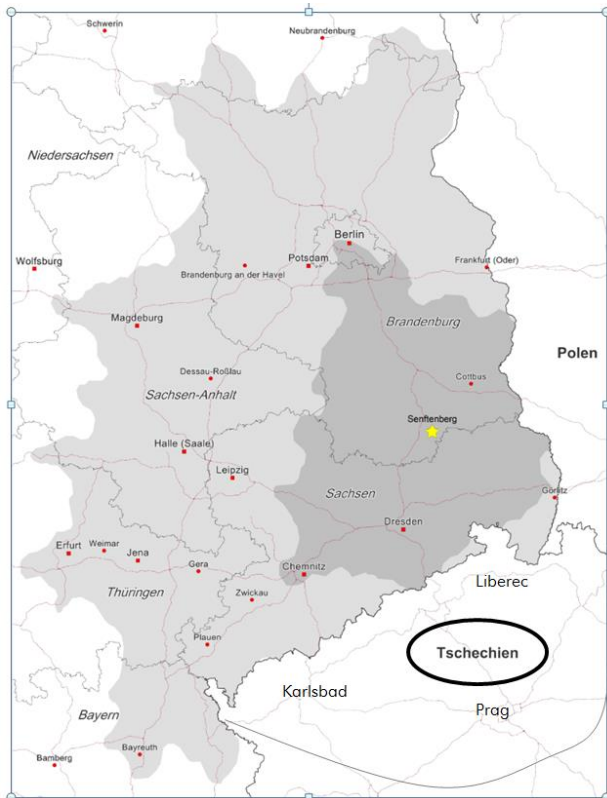 Schwerin
Neubrandenburg
Niedersachsen
Berlin
Wolfsburg
Potsdam
Frankfurt (Oder)
Brandenburg an der Havel
Magdeburg
Brandenburg
Polen
Dessau-Roßlau
Cottbus
Sachsen-Anhalt
Senftenberg
Halle (Saale)
Leipzig
Sachsen
Görlitz
Dresden
Erfurt
Weimar
Jena
Gera
Chemnitz
Liberec
Thüringen
Zwickau
Plauen
Tschechien
Karlsbad
Prag
Bayern
Bayreuth
Bamberg